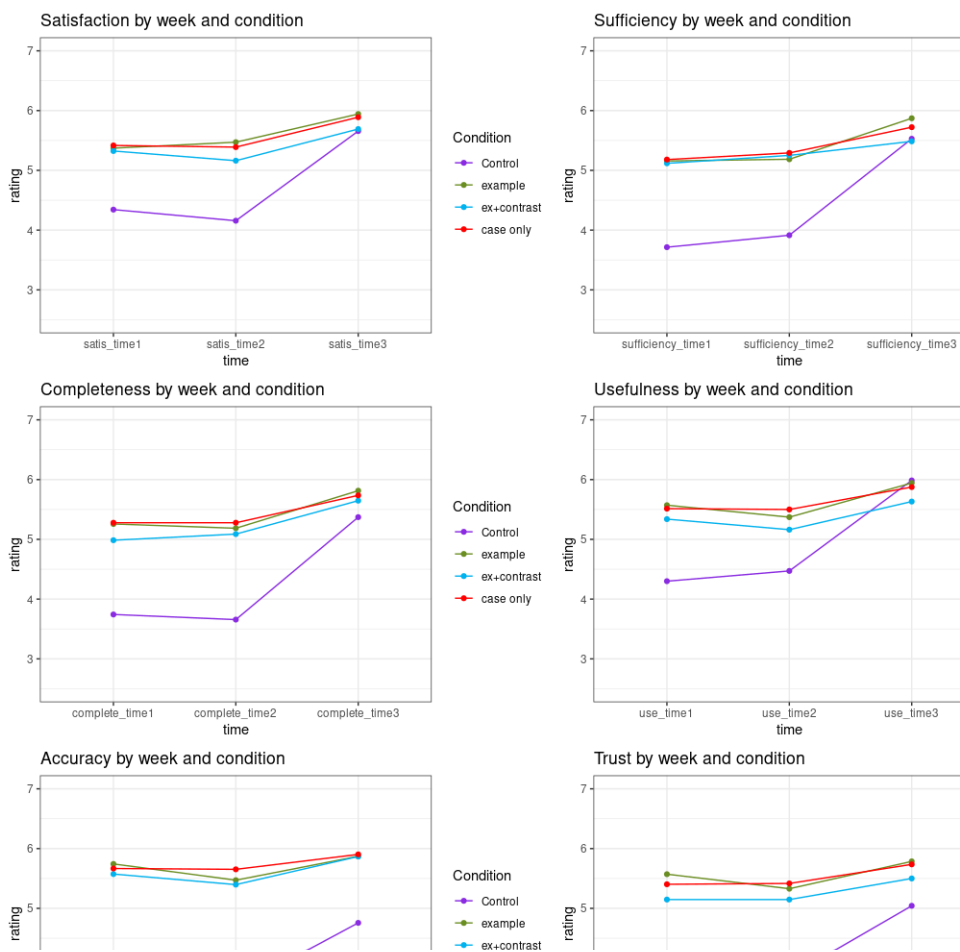 Satisfaction by week and condition
7
6
5
4
3
rating
satis_time1 satis_time2 satis_time3
time
Condition
Control
example
ex+contrast
case only
Sufficiency by week and condition
7
6
5
4
3
rating
sufficiency_time1 sufficiency_time2 sufficiency_time3
time
Completeness by week and condition
7
6
5
4
3
rating
complete_time1 complete_time2 complete_time3
time
Condition
Control
example
ex+contrast
case only
Usefulness by week and condition
7
6
5
4
3
rating
use_time1 use_time2 use_time3
time
Accuracy by week and condition
7
6
5
rating
Condition
Control
example
ex+contrast
Trust by week and condition
7
6
5
rating